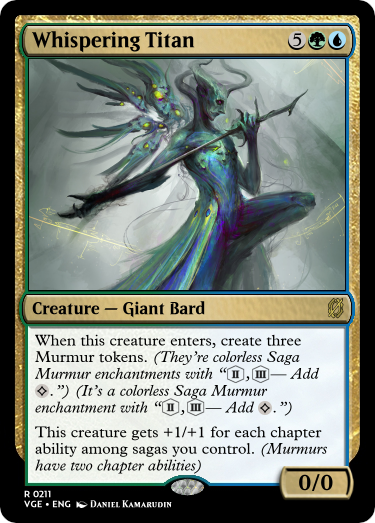 Whispering Titan 5
Creature — Giant Bard
When this creature enters, create three
Murmur tokens. (They're colorless Saga
Murmur enchantments with “II, III— Add
.”) (It's a colorless Saga Murmur
enchantment with “II, III— Add .”)
This creature gets +1/+1 for each chapter
ability among sagas you control. (Murmurs
have two chapter abilities)
0/0
R 0211
VGE • ENG Daniel Kamarudin